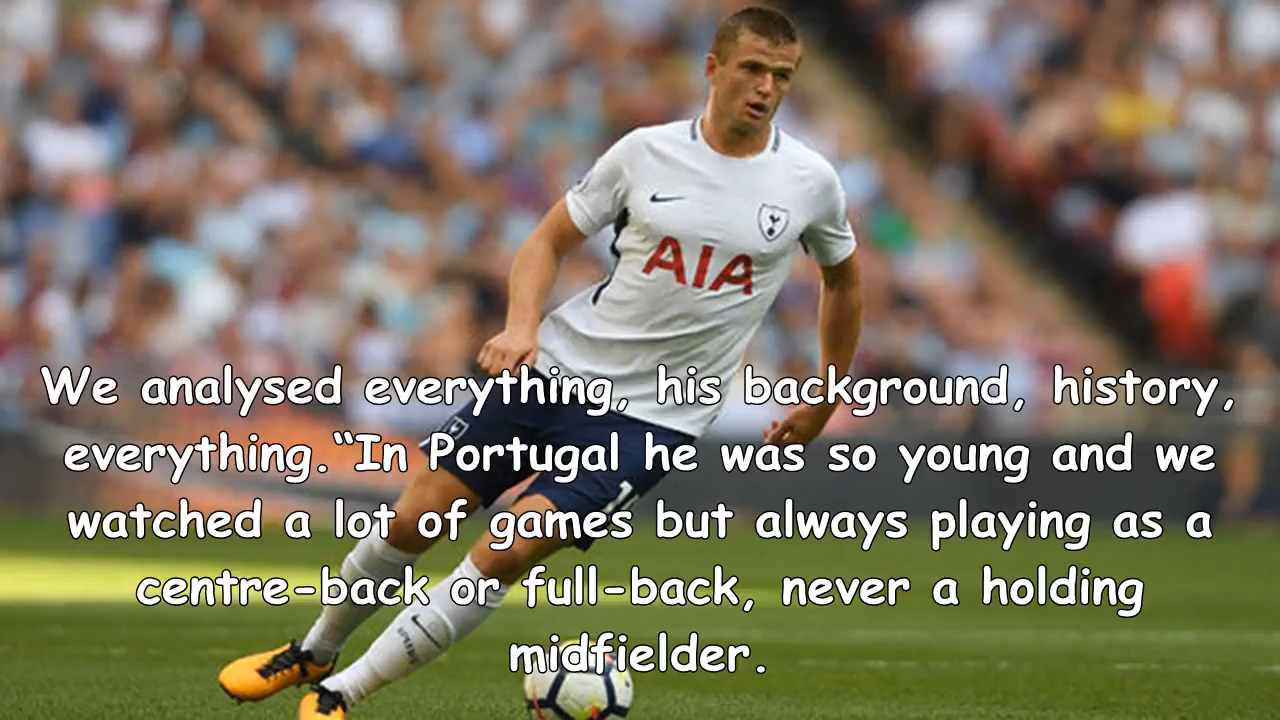 AIA
We analysed everything, his background, history,
everything.“In Portugal he was so young and we
watched a lot of games but always playing as a
centre-back or full-back, never a holding
midfielder.